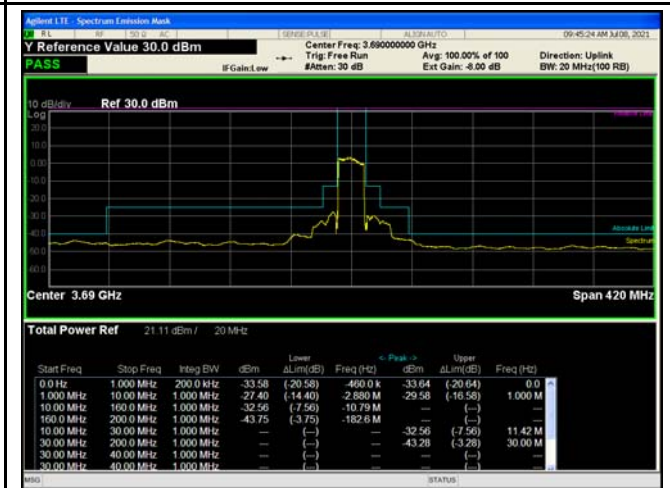 Agilent LTE - Spectrum Emission Mask
RL RF 50 Ω AC SENSE:PULSE ALIGN AUTO 09:45:24 AM Jul 08, 2021
Y Reference Value 30.0 dBm
PASS
IFGain:Low
Center Freq: 3.690000000 GHz
Trig: Free Run
#Atten: 30 dB
Avg: 100.00% of 100
Ext Gain: -8.00 dB
Direction: Uplink
BW: 20 MHz(100 RB)
10 dB/div Ref 30.0 dBm
Log
20.0
10.0
0.00
10.0
20.0
30.0
40.0
50.0
60.0
Relative Limit
Absolute Limit
Spectrum
Center 3.69 GHz Span 420 MHz
Total Power Ref 21.11 dBm / 20 MHz
Lower <- Peak -> Upper
Start Freq Stop Freq Integ BW dBm ΔLim(dB) Freq (Hz) dBm ΔLim(dB) Freq (Hz)
0.0 Hz 1.000 MHz 200.0 kHz -33.58 (-20.58) -460.0 k -33.64 (-20.64) 0.0
1.000 MHz 10.00 MHz 1.000 MHz -27.40 (-14.40) -2.880 M -29.58 (-16.58) 1.000 M
10.00 MHz 160.0 MHz 1.000 MHz -32.56 (-7.56) -10.79 M --- (---)
160.0 MHz 200.0 MHz 1.000 MHz -43.75 (-3.75) -182.6 M --- (---)
10.00 MHz 30.00 MHz 1.000 MHz --- (---) -32.56 (-7.56) 11.42 M
30.00 MHz 200.0 MHz 1.000 MHz --- (---) -43.28 (-3.28) 30.00 M
30.00 MHz 40.00 MHz 1.000 MHz --- (---) --- (---)
30.00 MHz 40.00 MHz 1.000 MHz --- (---) --- (---)
MSG STATUS